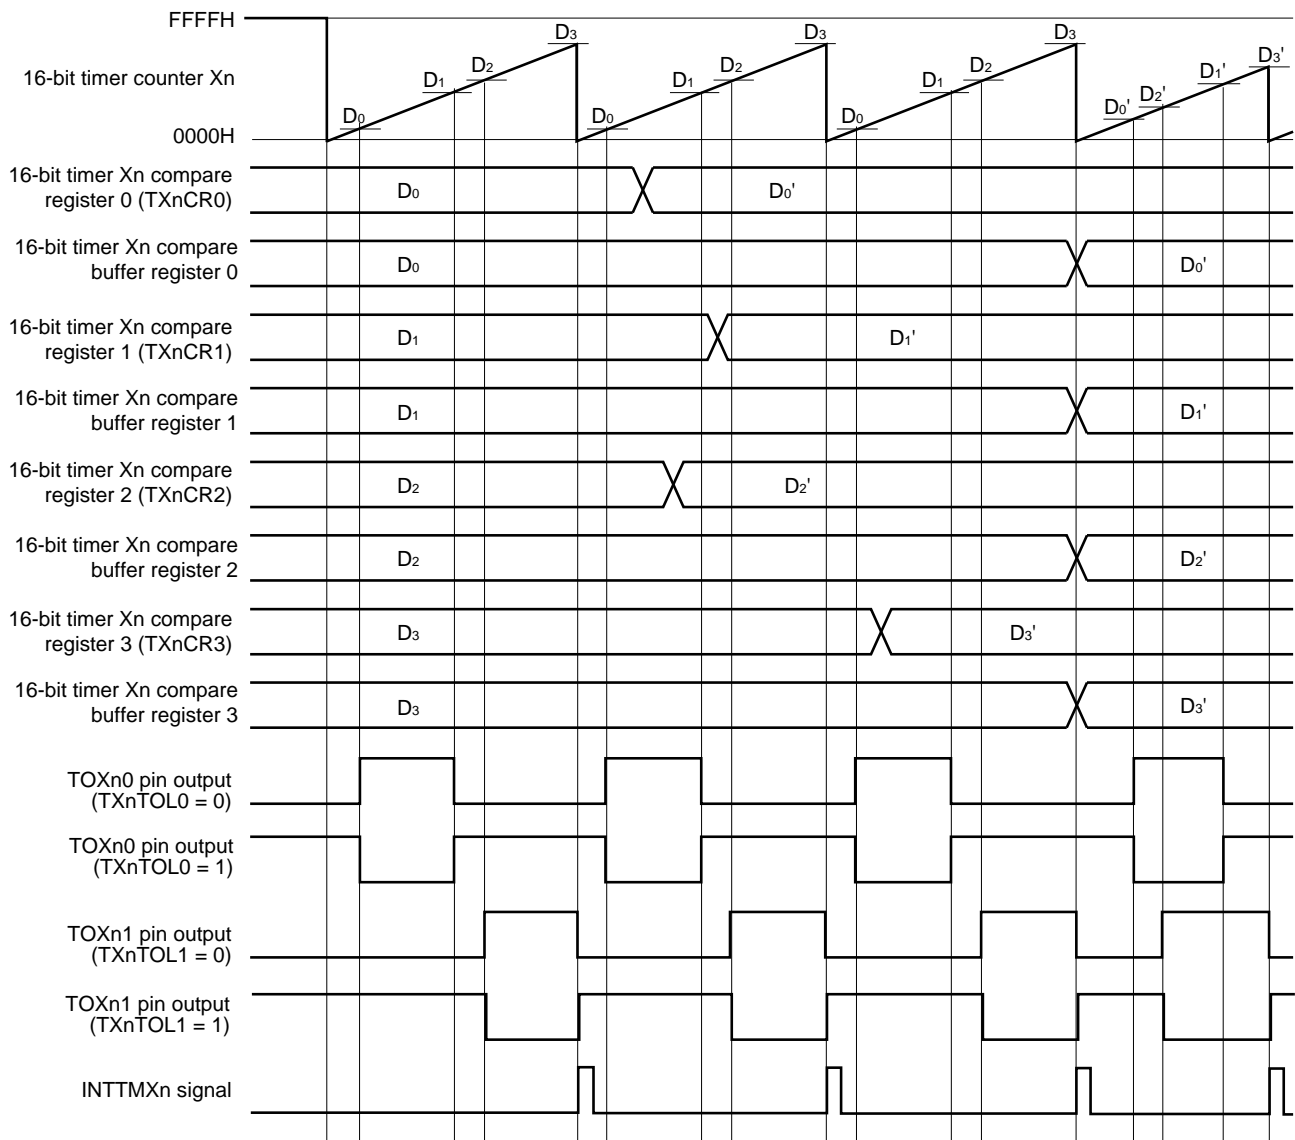 FFFFH
D3 D3 D3 D3'
16-bit timer counter Xn
D1 D2 D1 D2 D1 D2 D1'
D0 D0 D0 D0' D2'
0000H
16-bit timer Xn compare
register 0 (TXnCR0)
D0 D0'
16-bit timer Xn compare
buffer register 0
D0 D0'
16-bit timer Xn compare
register 1 (TXnCR1)
D1 D1'
16-bit timer Xn compare
buffer register 1
D1 D1'
16-bit timer Xn compare
register 2 (TXnCR2)
D2 D2'
16-bit timer Xn compare
buffer register 2
D2 D2'
16-bit timer Xn compare
register 3 (TXnCR3)
D3 D3'
16-bit timer Xn compare
buffer register 3
D3 D3'
TOXn0 pin output
(TXnTOL0 = 0)
TOXn0 pin output
(TXnTOL0 = 1)
TOXn1 pin output
(TXnTOL1 = 0)
TOXn1 pin output
(TXnTOL1 = 1)
INTTMXn signal